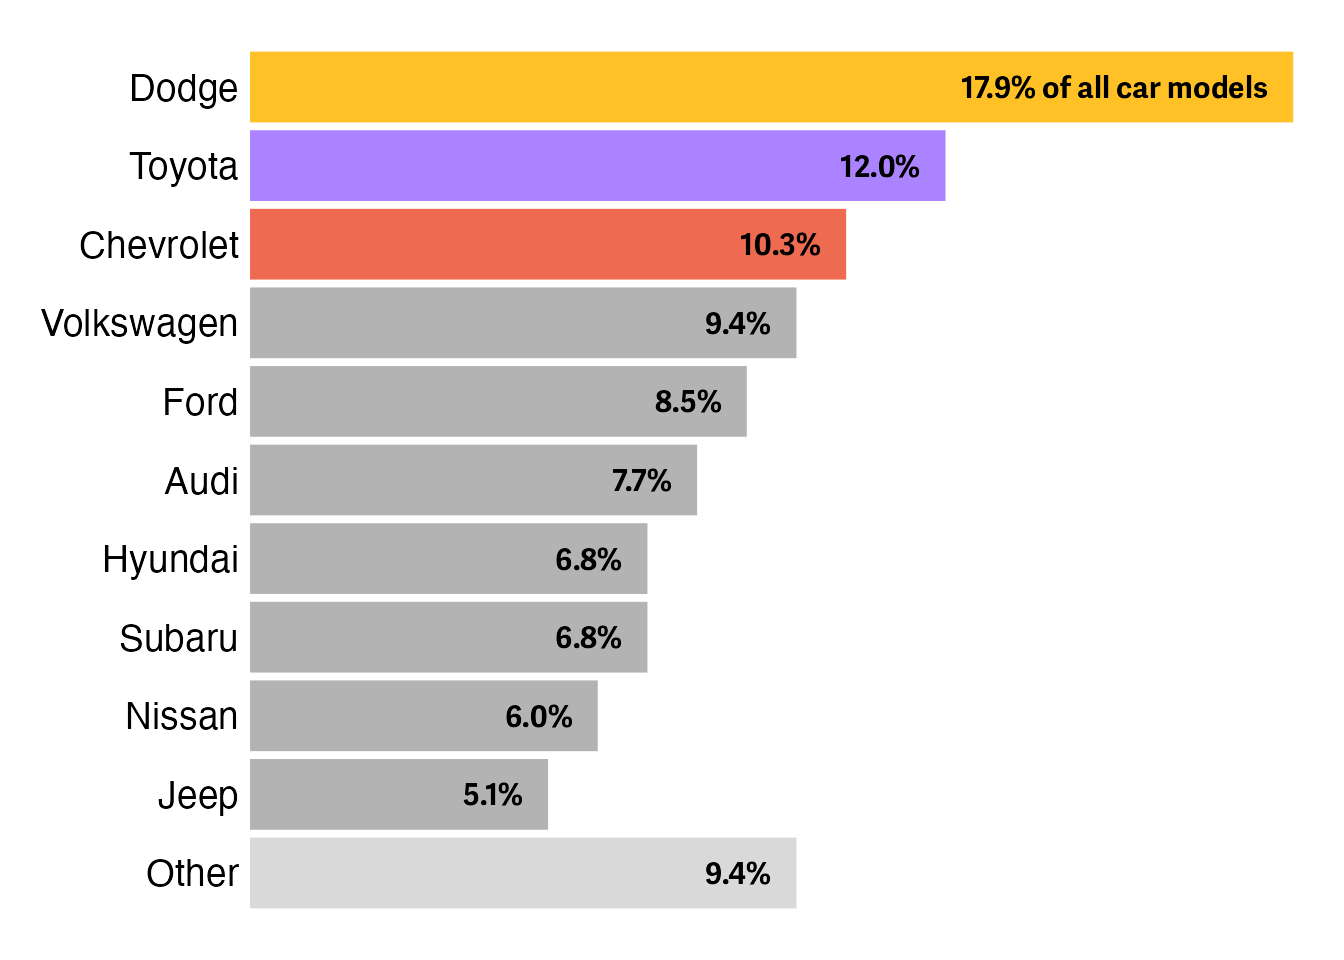 Dodge 17.9% of all car models
Toyota 12.0%
Chevrolet 10.3%
Volkswagen 9.4%
Ford 8.5%
Audi 7.7%
Hyundai 6.8%
Subaru 6.8%
Nissan 6.0%
Jeep 5.1%
Other 9.4%